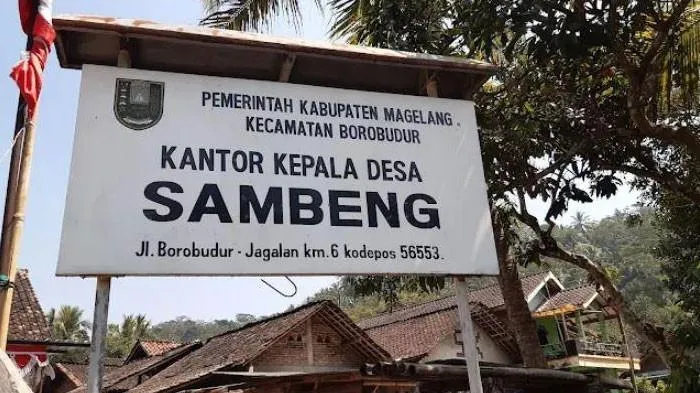 PEMERINTAH KABUPATEN MAGELANG.
KECAMATAN BOROBUDUR
KANTOR KEPALA DESA
SAMBENG
Jl. Borobudur - Jagalan km. 6 kodepos 56553.